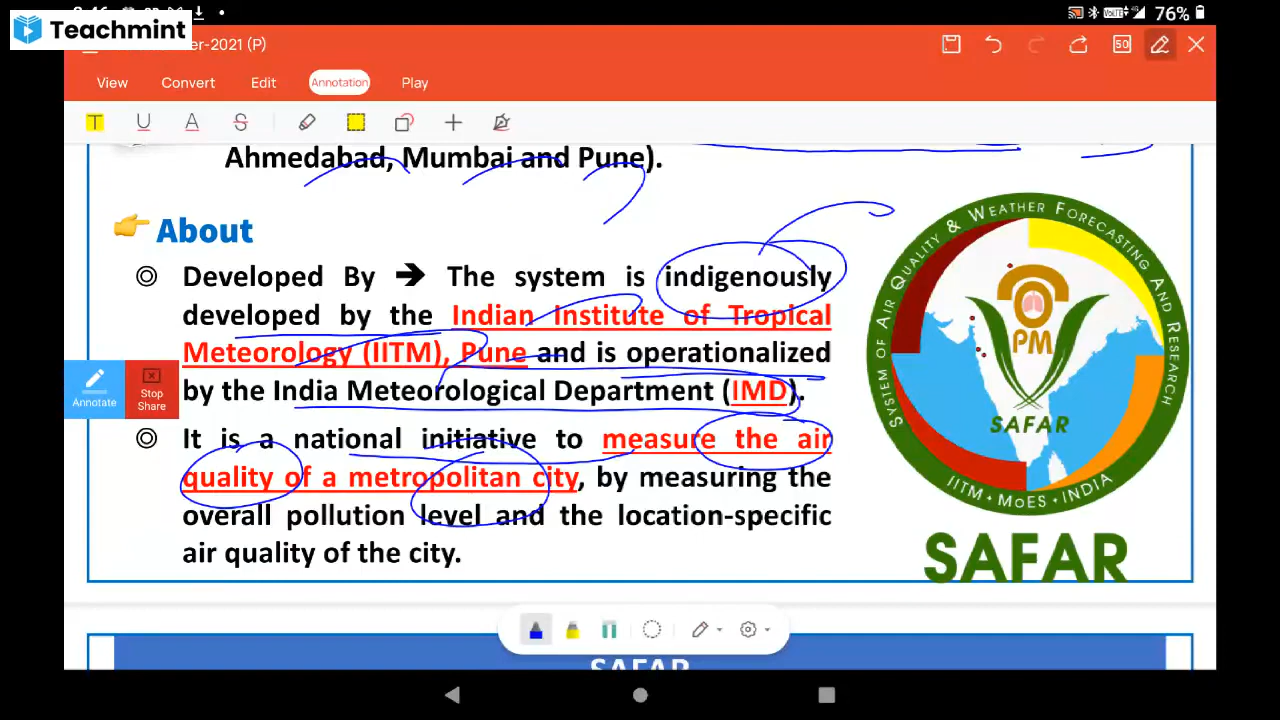 76%
Teachmint
er-2021 (P)
View Convert Edit Annotation Play
Ahmedabad, Mumbai and Pune).
About
Developed By ➔ The system is indigenously
developed by the Indian Institute of Tropical
Meteorology (IITM), Pune and is operationalized
by the India Meteorological Department (IMD).
It is a national initiative to measure the air
quality of a metropolitan city, by measuring the
overall pollution level and the location-specific
air quality of the city.
Annotate
Stop
Share
SYSTEM OF AIR QUALITY & WEATHER FORECASTING AND RESEARCH
PM
SAFAR
IITM • MoES • INDIA
SAFAR
SAFAR